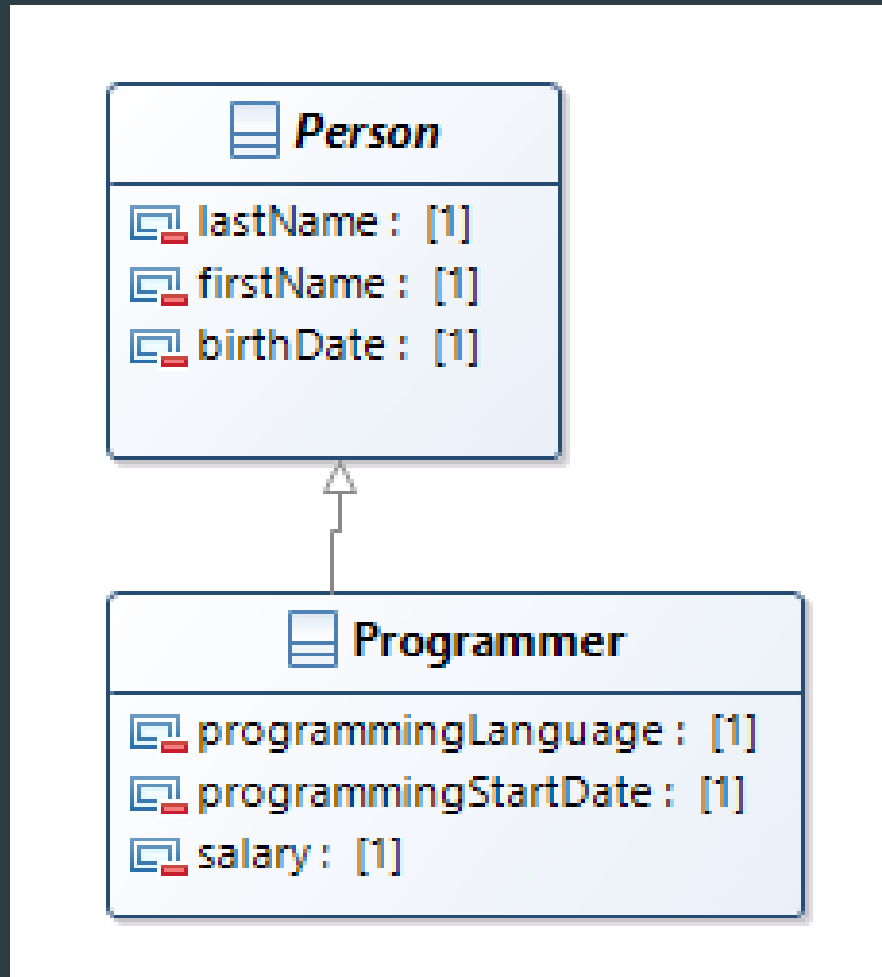 Person
lastName : [1]
firstName : [1]
birthDate : [1]
Programmer
programmingLanguage : [1]
programmingStartDate : [1]
salary : [1]